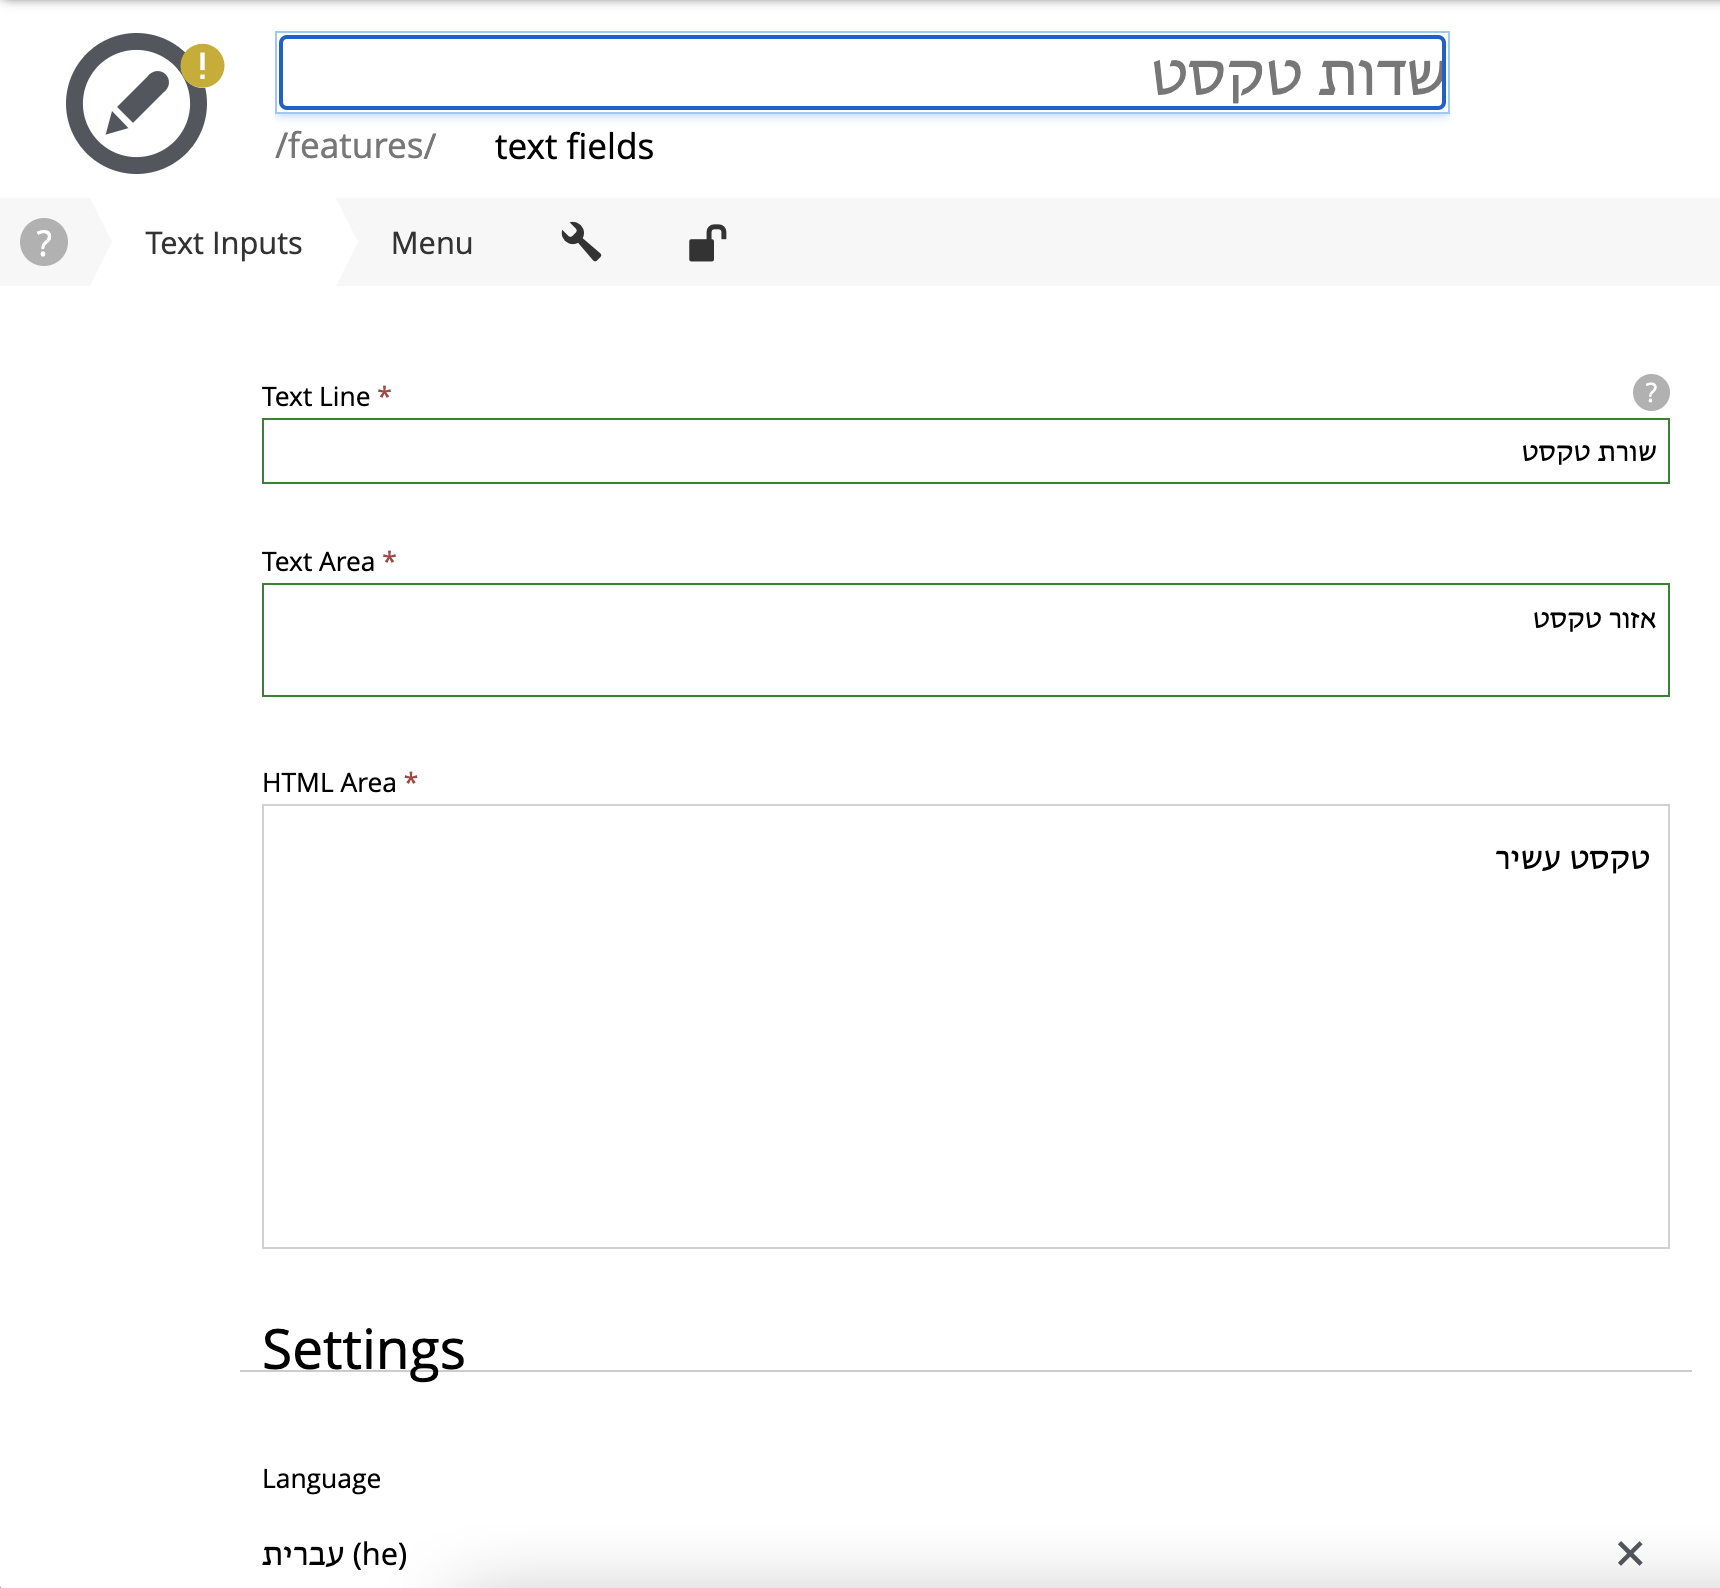 שדות טקסט
/features/ text fields
Text Inputs Menu
Text Line *
שורת טקסט
Text Area *
אזור טקסט
HTML Area *
טקסט עשיר
Settings
Language
עברית (he)